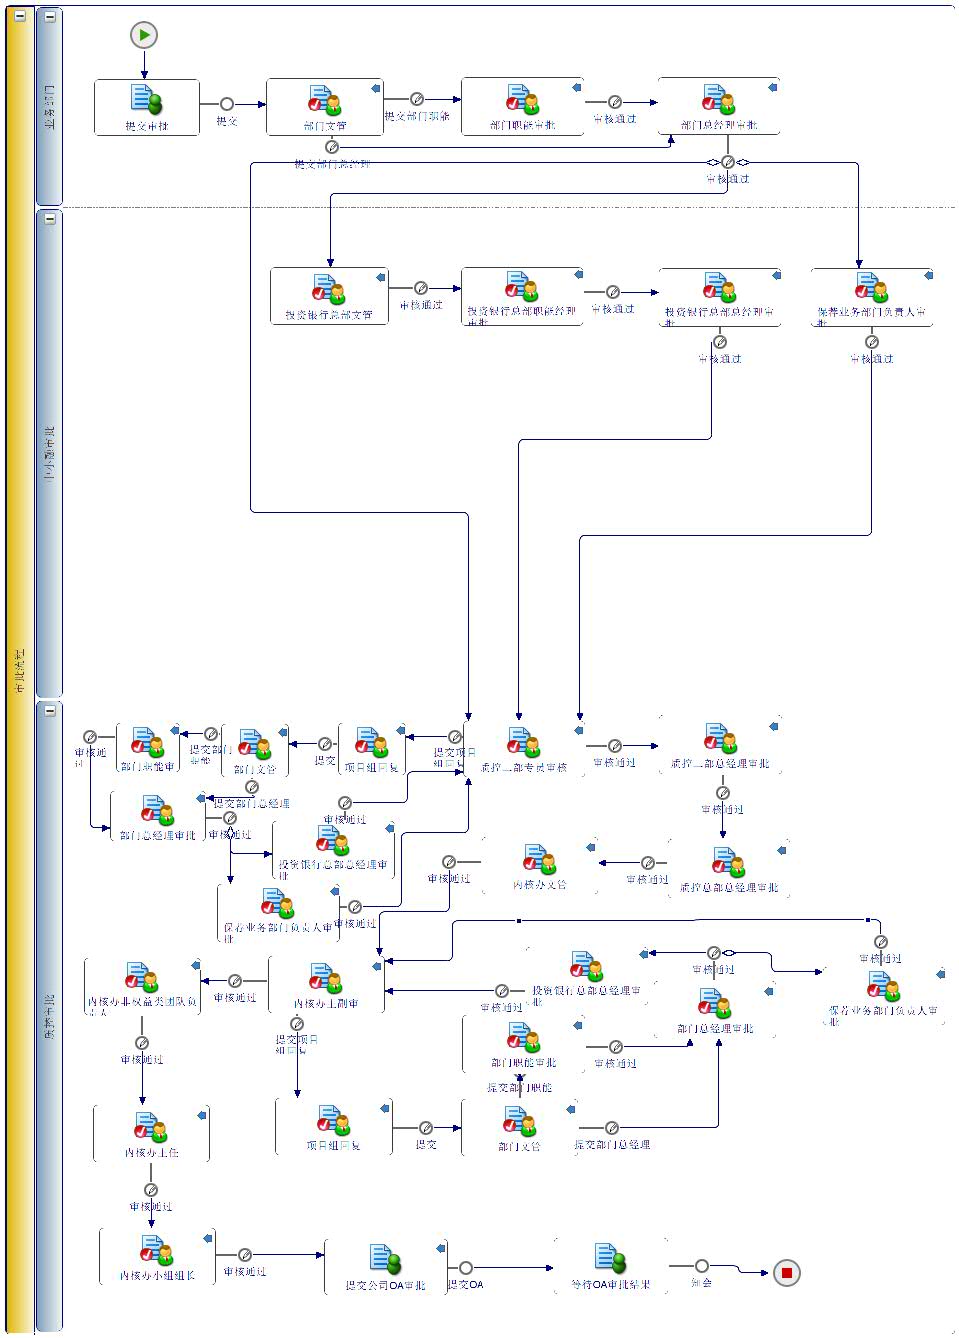 审批流程
业务部门
提交审批
提交
部门文管
提交部门职能
部门职能审批
审核通过
部门总经理审批
提交部门总经理
审核通过
中小融审批
投资银行总部文管
审核通过
投资银行总部职能经理
审批
审核通过
投资银行总部总经理审
批
保荐业务部门负责人审
批
审核通过
审核通过
质控审批
审核通
过
部门职能审
提交部门
职能
部门文管
提交
项目组回复
提交项目
组回复
质控二部专员审核
审核通过
质控二部总经理审批
提交部门总经理
审核通过
部门总经理审批
审核通过
审核通过
投资银行总部总经理审
批
审核通过
内核办文管
审核通过
质控总部总经理审批
保荐业务部门负责人审
批
审核通过
审核通过
内核办非权益类团队负
责人
审核通过
内核办主副审
审核通过
投资银行总部总经理审
批
审核通过
部门总经理审批
保荐业务部门负责人审
批
提交项目
组回复
审核通过
部门职能审批
审核通过
提交部门职能
内核办主任
项目组回复
提交
部门文管
提交部门总经理
审核通过
内核办小组组长
审核通过
提交公司OA审批
提交OA
等待OA审批结果
知会